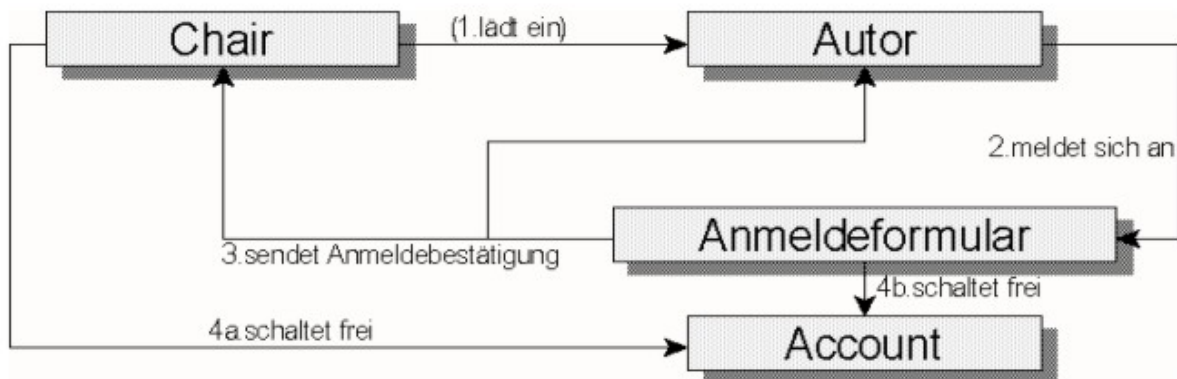 Chair
(1.lädt ein)
Autor
2.meldet sich an
Anmeldeformular
3.sendet Anmeldebestätigung
4b.schaltet frei
4a.schaltet frei
Account